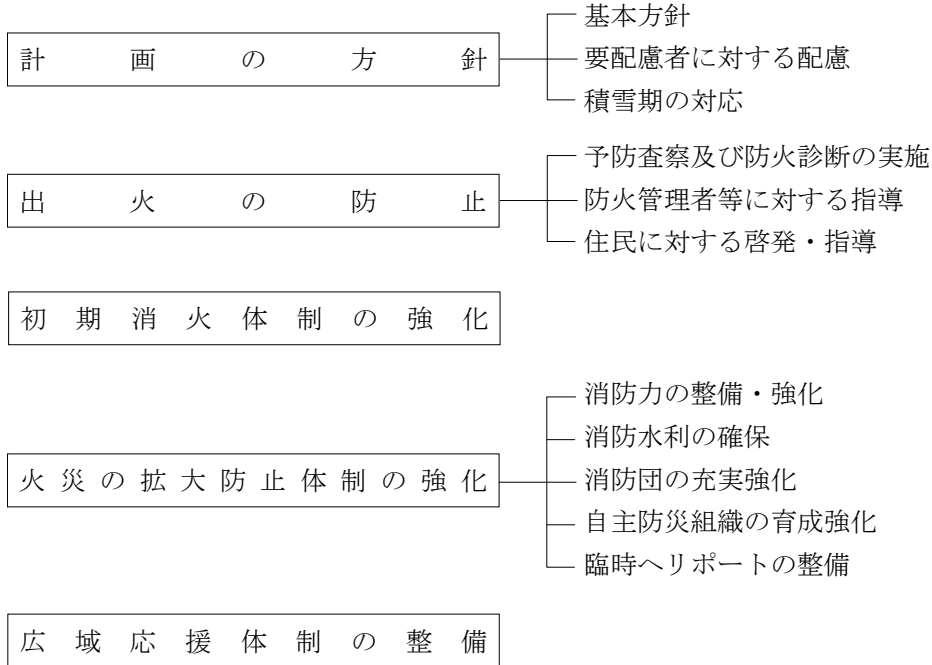 計画の方針
基本方針
要配慮者に対する配慮
積雪期の対応
出火の防止
予防査察及び防火診断の実施
防火管理者等に対する指導
住民に対する啓発・指導
初期消火体制の強化
火災の拡大防止体制の強化
消防力の整備・強化
消防水利の確保
消防団の充実強化
自主防災組織の育成強化
臨時ヘリポートの整備
広域応援体制の整備